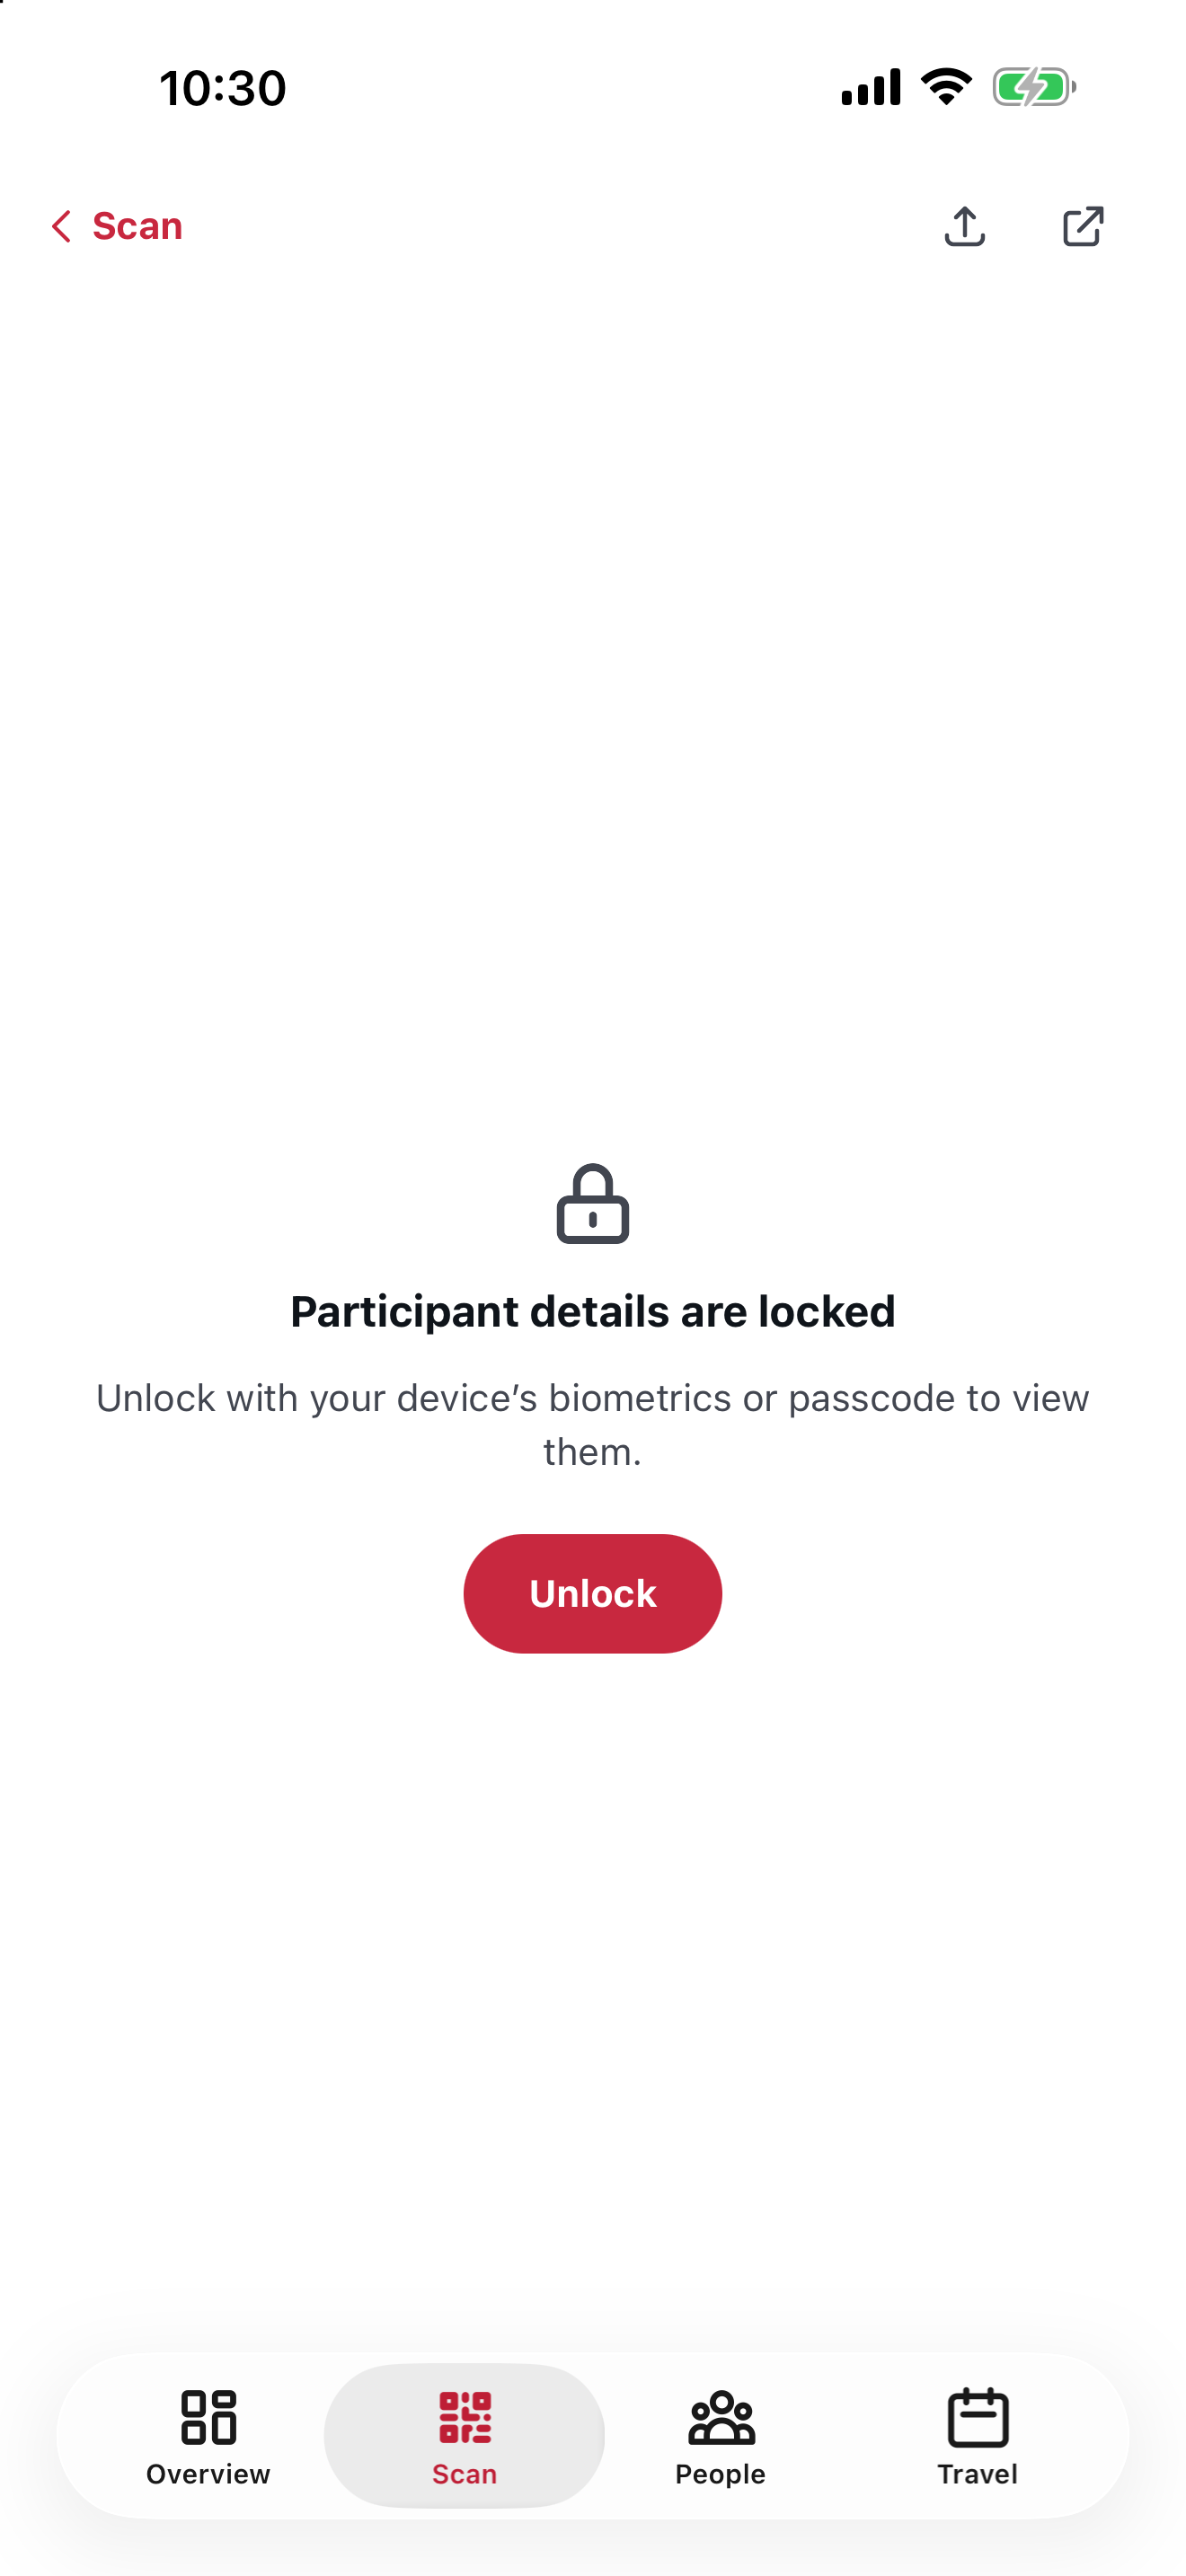 10:30
Scan
Participant details are locked
Unlock with your device’s biometrics or passcode to view
them.
Unlock
Overview
Scan
People
Travel